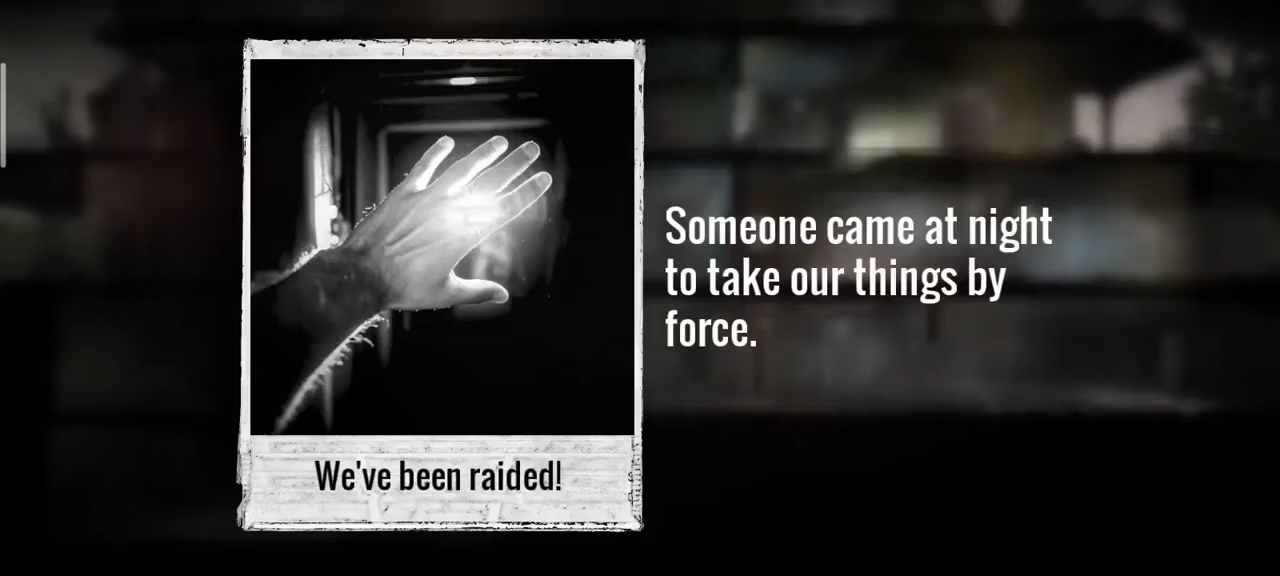 Someone came at night
to take our things by
force.
We've been raided!